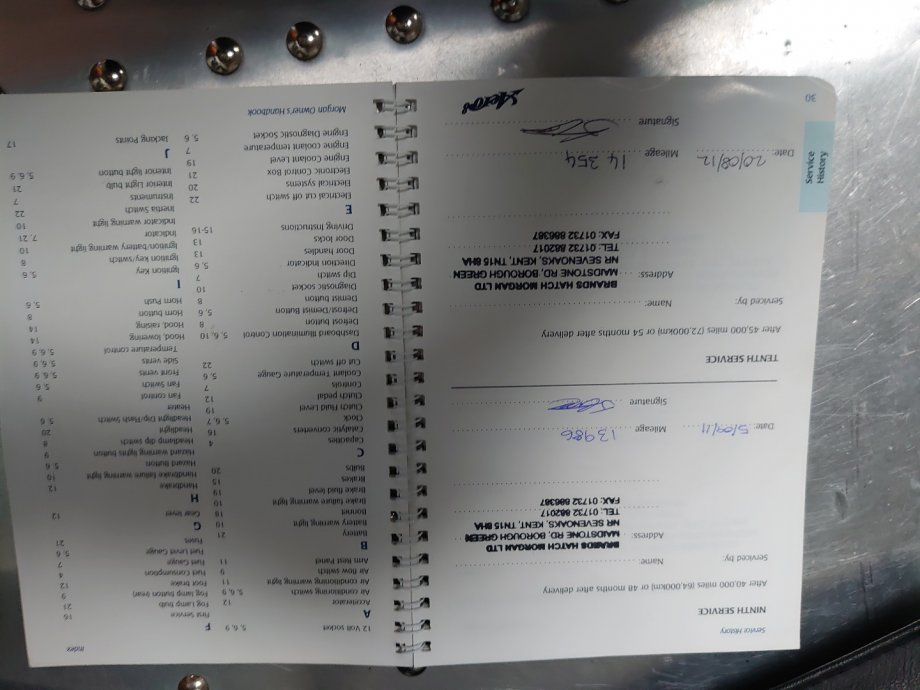 Service History
NINTH SERVICE
After 40,000 miles (64,000km) or 48 months after delivery
Serviced by: Name:
BRANDS HATCH MORGAN LTD
Address: MAIDSTONE RD, BOROUGH GREEN
NR SEVENOAKS, KENT, TN15 8HA
TEL: 01732 882017
FAX: 01732 886387
Date: 5/09/11 Mileage 13986
Signature
TENTH SERVICE
After 45,000 miles (72,000km) or 54 months after delivery
Serviced by: Name:
BRANDS HATCH MORGAN LTD
Address: MAIDSTONE RD, BOROUGH GREEN
NR SEVENOAKS, KENT, TN15 8HA
TEL: 01732 882017
FAX: 01732 886387
Date: 20/08/12 Mileage 14 354
Signature
Service
History
30
Index
12 Volt socket 5, 6, 9
A
Accelerator 12
Air conditioning switch 5, 6, 9
Air conditioning warning light 11
Air flow switch 9
Arm Rest Panel 11
B
Battery 21
Battery warning light 10
Bonnet 18
Brake failure warning light 10
Brake fluid level 19
Brakes 15
Bulbs 20
C
Capacities 4
Catalytic converters 16
Clock 5, 6, 7, 9
Clutch Fluid Level 19
Clutch pedal 12
Controls 7
Coolant Temperature Gauge 5, 6
Cut off switch 22
D
Dashboard Illumination Control 5, 6, 10
Defrost button 8
Defrost/Demist Button
Demist button 8
Diagnostic socket 10
Dip switch 7
Direction Indicator 5, 6
Door handles 13
Door locks 13
Driving Instructions 15-16
E
Electrical cut off switch 22
Electrical systems 20
Electronic Control Box 21
Engine Coolant Level 19
Engine coolant temperature 7
Engine Diagnostic Socket 5, 6
F
First Service 16
Fog Lamp bulb 21
Fog lamp button (rear) 9
Foot brake 12
Fuel Consumption 4
Fuel Gauge 7
Fuel Level Gauge 5, 6
Fuses 21
G
Gear lever 12
H
Handbrake 12
Handbrake failure warning light 10
Hazard button 5, 6
Hazard warning lights button 9
Headlamp dip switch 8
Headlight 20
Headlight Dip/Flash Switch 5, 6
Heater
Fan control 9
Fan Switch 5, 6
Front vents 5, 6, 9
Side vents 5, 6, 9
Temperature control 5, 6, 9
Hood, lowering 14
Hood, raising 14
Horn button 8
Horn Push 5, 6
I
Ignition Key 5, 6
Ignition key/switch 8
Ignition/battery warning light 10
Indicator 7, 21
Indicator warning light 10
Inertia Switch 22
Instruments 7
Interior Light bulb 21
Interior light button 5, 6, 9
J
Jacking Points 17
Morgan Owner's Handbook